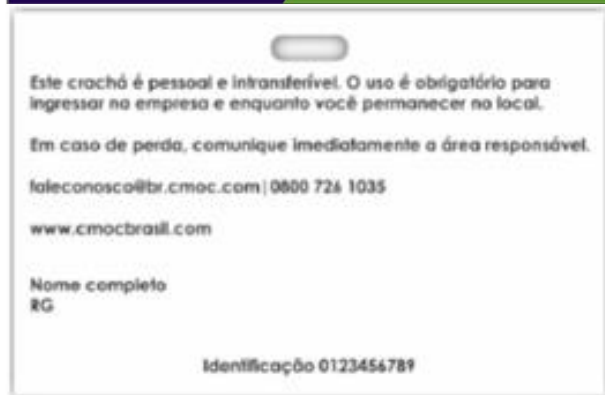 Este crachá é pessoal e intransferível. O uso é obrigatório para
ingressar na empresa e enquanto você permanecer no local.
Em caso de perda, comunique imediatamente a área responsável.
faleconosco@br.cmoc.com|0800 726 1035
www.cmocbrasil.com
Nome completo
RG
Identificação 0123456789